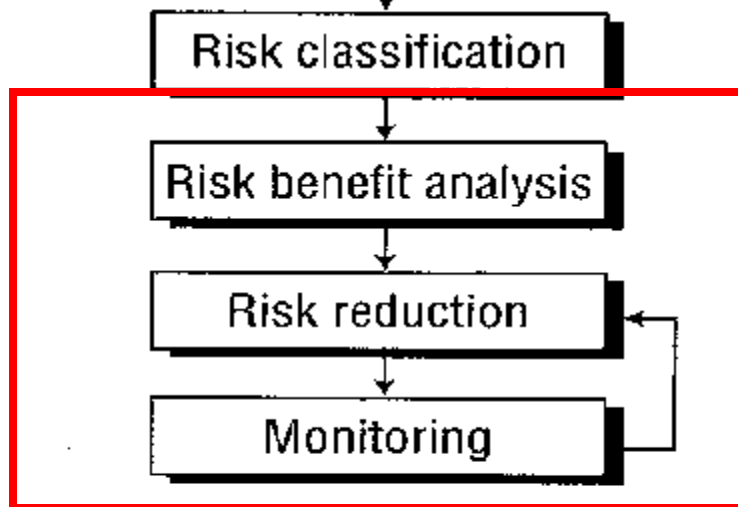 Risk classification
Risk benefit analysis
Risk reduction
Monitoring